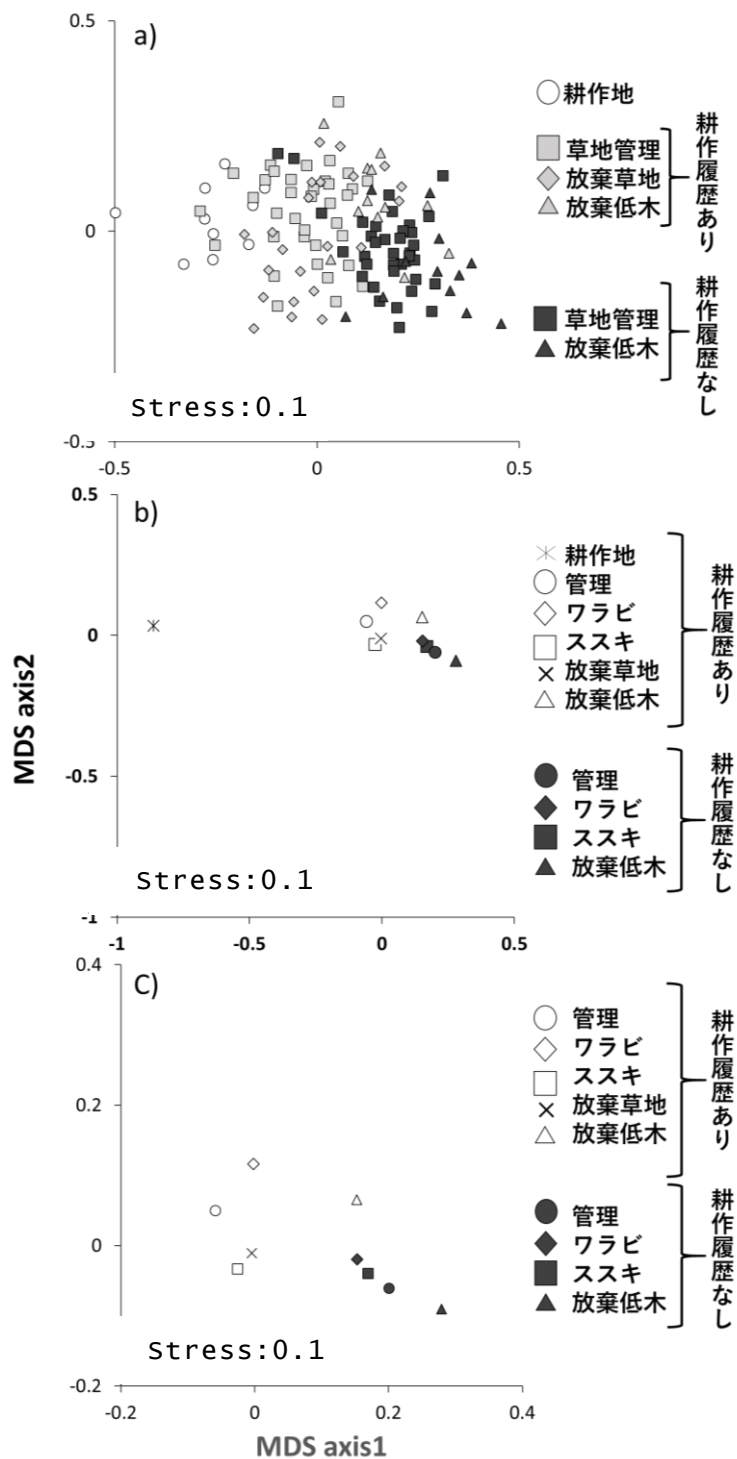 0.5
a)
耕作地
草地管理
放棄草地
放棄低木
耕作履歴あり
0
草地管理
放棄低木
耕作履歴なし
Stress:0.1
-0.5
-0.5
0
0.5
0.5
b)
耕作地
管理
ワラビ
ススキ
放棄草地
放棄低木
耕作履歴あり
0
MDS axis2
-0.5
管理
ワラビ
ススキ
放棄低木
耕作履歴なし
Stress:0.1
-1
-1
-0.5
0
0.5
0.4
C)
管理
ワラビ
ススキ
放棄草地
放棄低木
耕作履歴あり
0.2
0
管理
ワラビ
ススキ
放棄低木
耕作履歴なし
Stress:0.1
-0.2
-0.2
0
0.2
0.4
MDS axis1